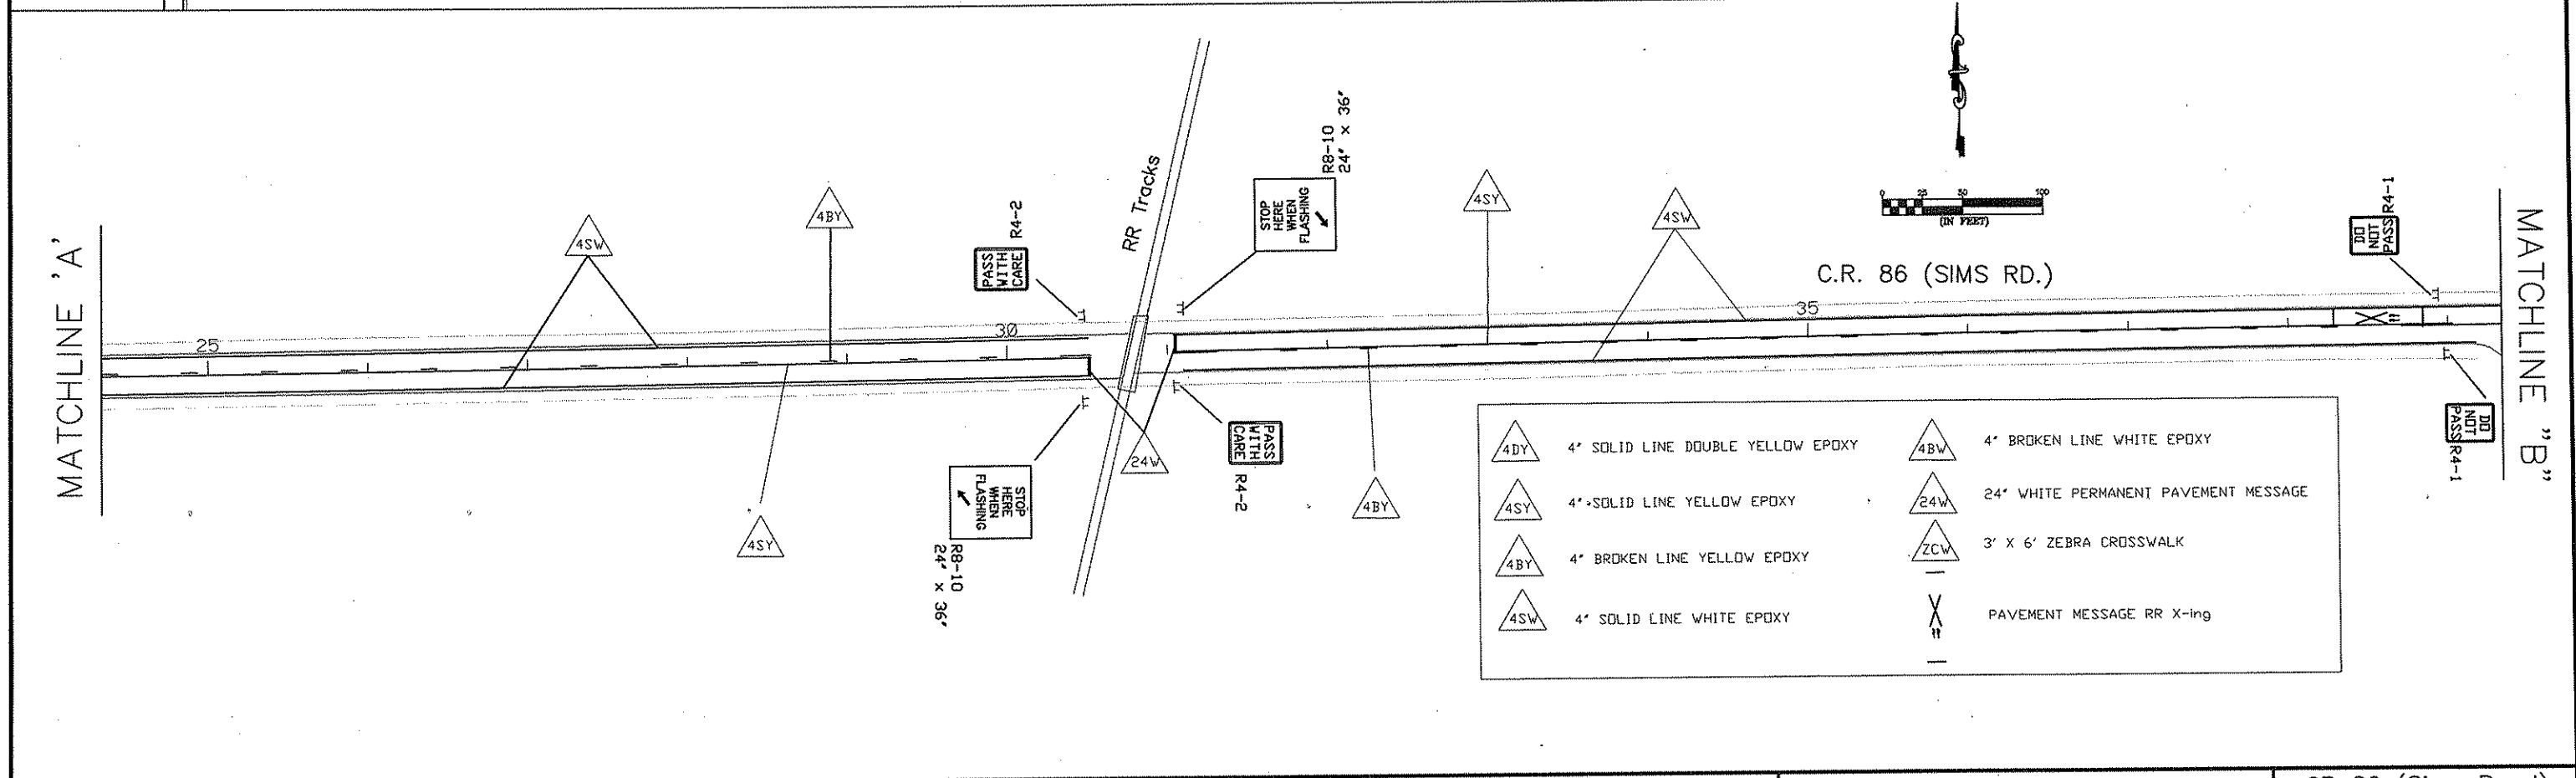 MATCHLINE 'A'
25
4SW
4BY
4SY
30
PASS
WITH
CARE
R4-2
RR Tracks
STOP
HERE
WHEN
FLASHING
R8-10
24" x 36"
STOP
HERE
WHEN
FLASHING
R8-10
24" x 36"
24W
PASS
WITH
CARE
R4-2
4SY
4BY
4SW
0 25 50 100
(IN FEET)
C.R. 86 (SIMS RD.)
35
DO
NOT
PASS
R4-1
DO
NOT
PASS
R4-1
MATCHLINE "B"
4DY 4" SOLID LINE DOUBLE YELLOW EPOXY
4SY 4" SOLID LINE YELLOW EPOXY
4BY 4" BROKEN LINE YELLOW EPOXY
4SW 4" SOLID LINE WHITE EPOXY
4BW 4" BROKEN LINE WHITE EPOXY
24W 24" WHITE PERMANENT PAVEMENT MESSAGE
ZCW 3' X 6' ZEBRA CROSSWALK
PAVEMENT MESSAGE RR X-ing